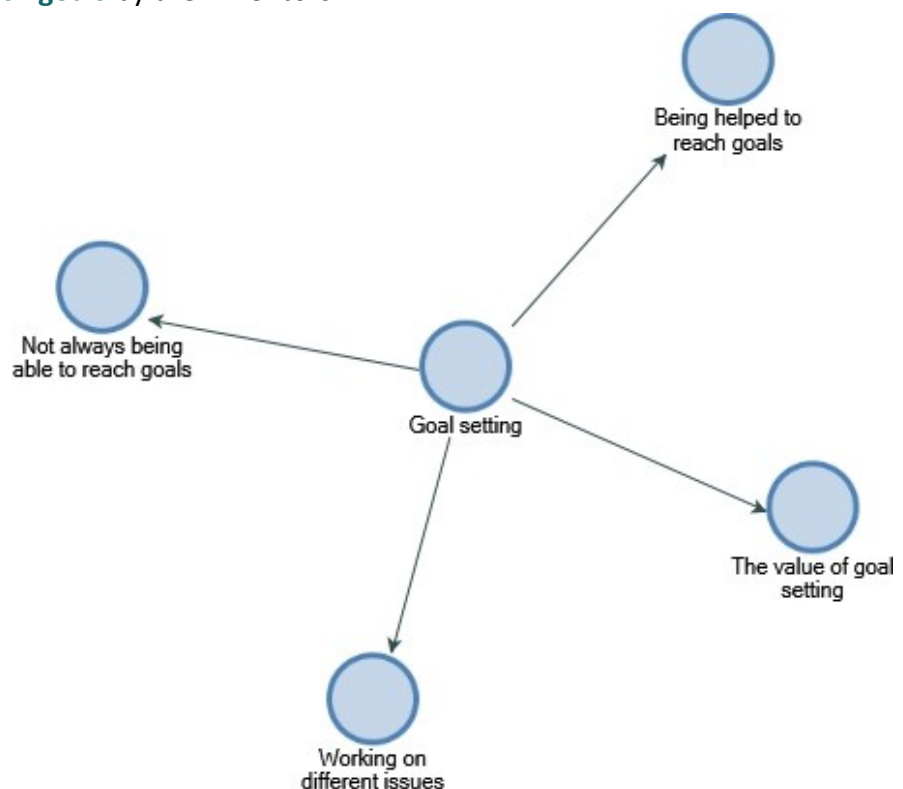 Being helped to
reach goals
Not always being
able to reach goals
Goal setting
The value of goal
setting
Working on
different issues